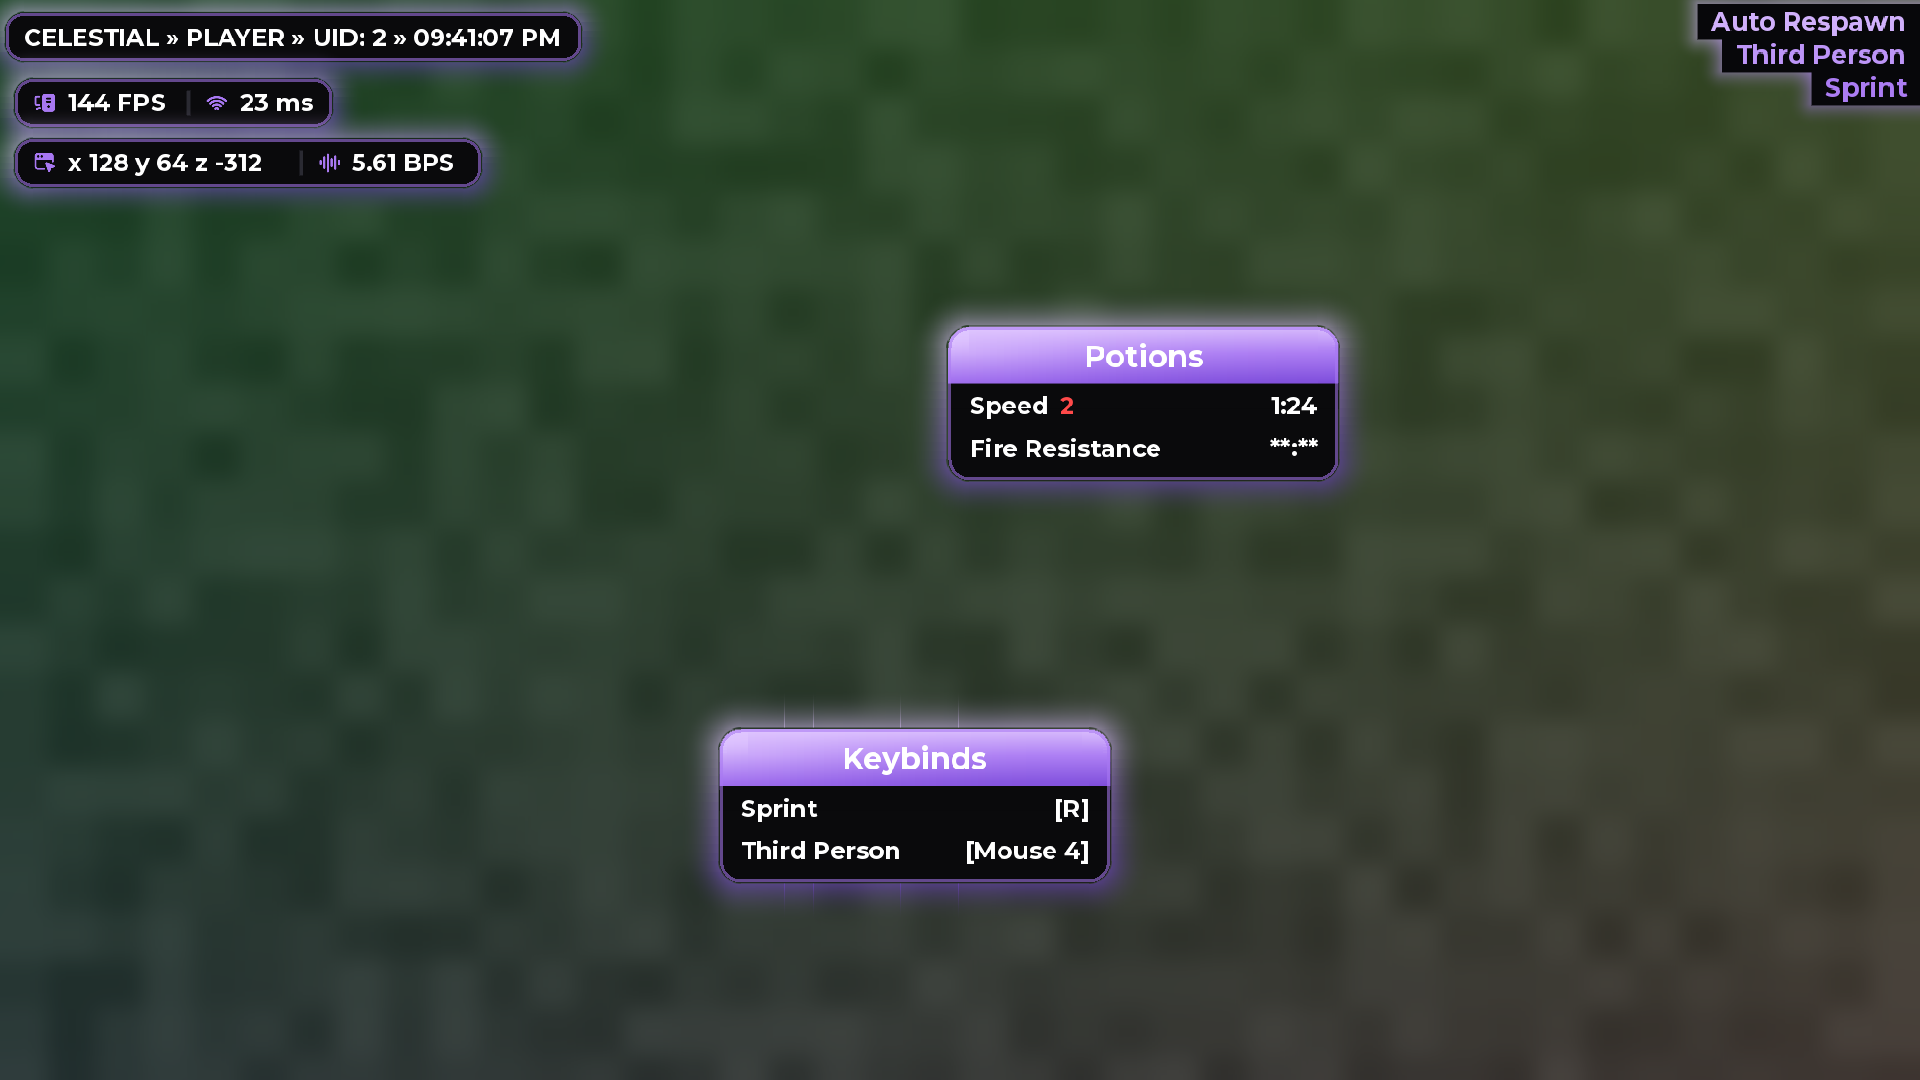 CELESTIAL » PLAYER » UID: 2 » 09:41:07 PM
144 FPS | 23 ms
x 128 y 64 z -312 | 5.61 BPS
Auto Respawn
Third Person
Sprint
Potions
Speed 2 1:24
Fire Resistance **:**
Keybinds
Sprint [R]
Third Person [Mouse 4]